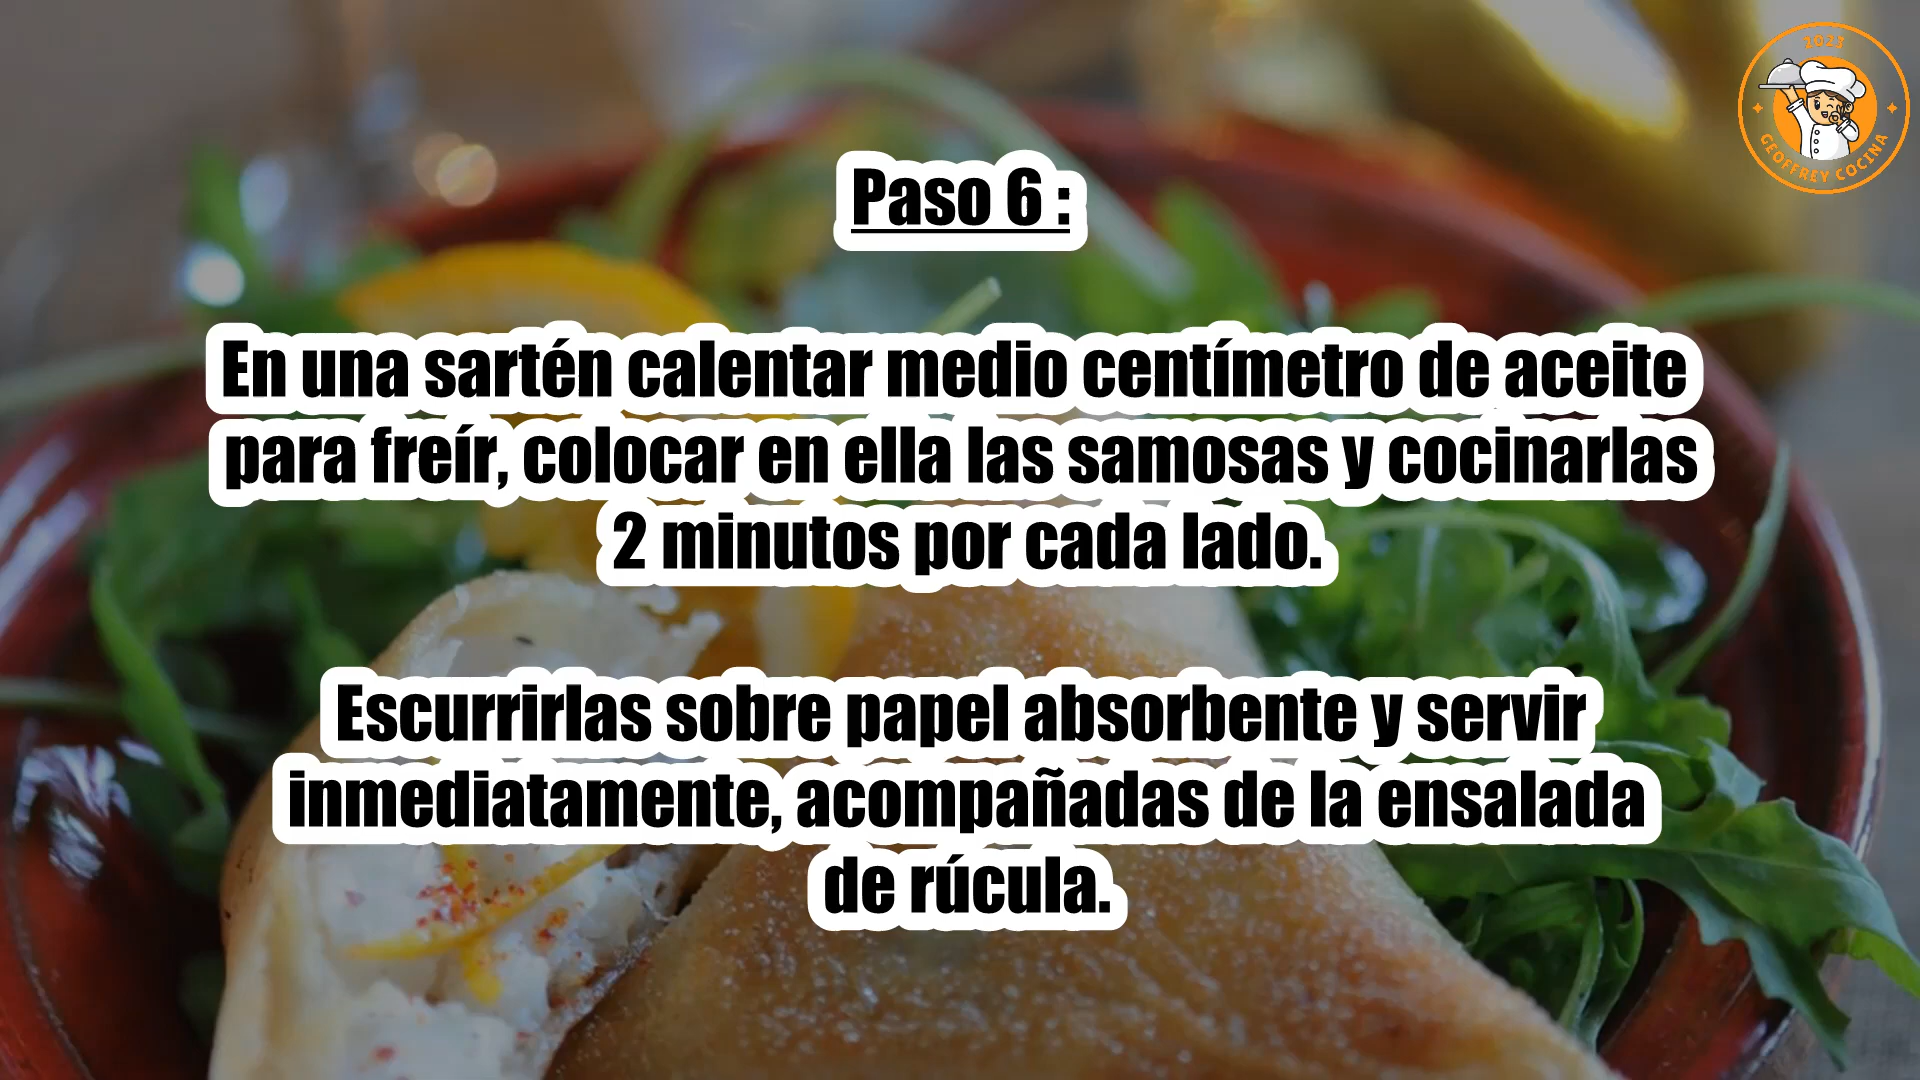 2023
GEOFFREY COCINA
Paso 6 :
En una sartén calentar medio centímetro de aceite
para freír, colocar en ella las samosas y cocinarlas
2 minutos por cada lado.
Escurrirlas sobre papel absorbente y servir
inmediatamente, acompañadas de la ensalada
de rúcula.